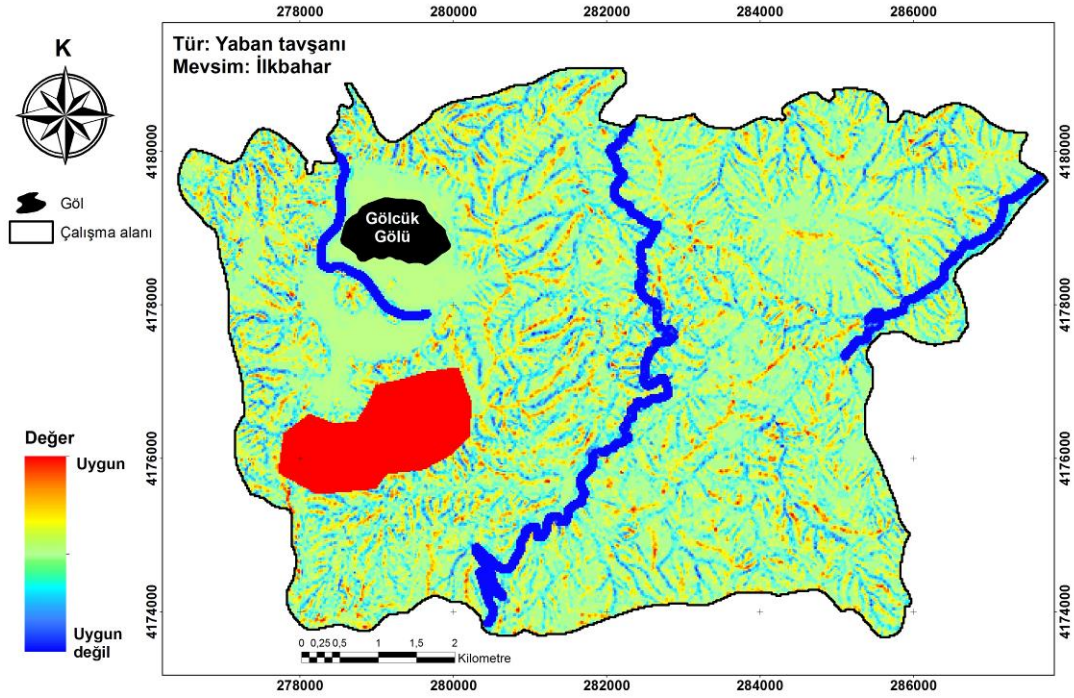 278000 280000 282000 284000 286000
Tür: Yaban tavşanı
Mevsim: İlkbahar
K
Göl
Çalışma alanı
Gölcük
Gölü
4180000
4178000
4176000
4174000
4180000
4178000
4176000
4174000
Değer
Uygun
Uygun
değil
0 0,25 0,5 1 1,5 2
Kilometre
278000 280000 282000 284000 286000